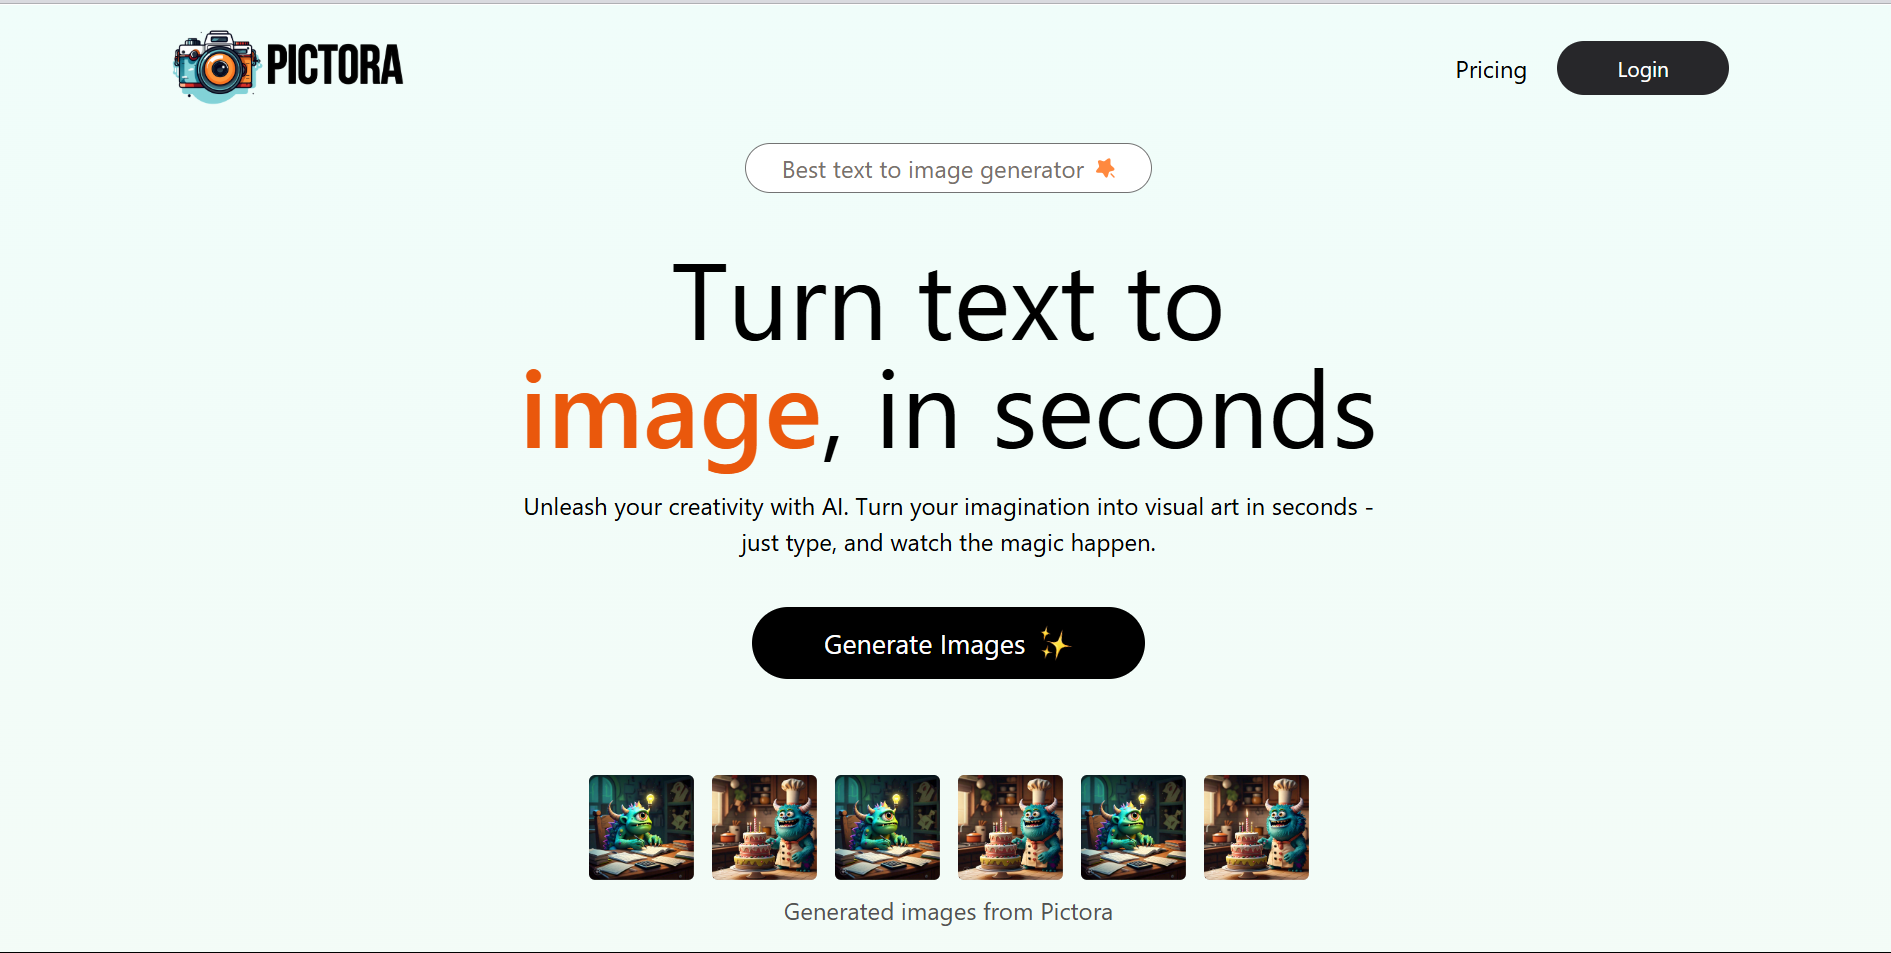 PICTORA
Pricing
Login
Best text to image generator
Turn text to
image, in seconds
Unleash your creativity with AI. Turn your imagination into visual art in seconds -
just type, and watch the magic happen.
Generate Images ✨
Generated images from Pictora